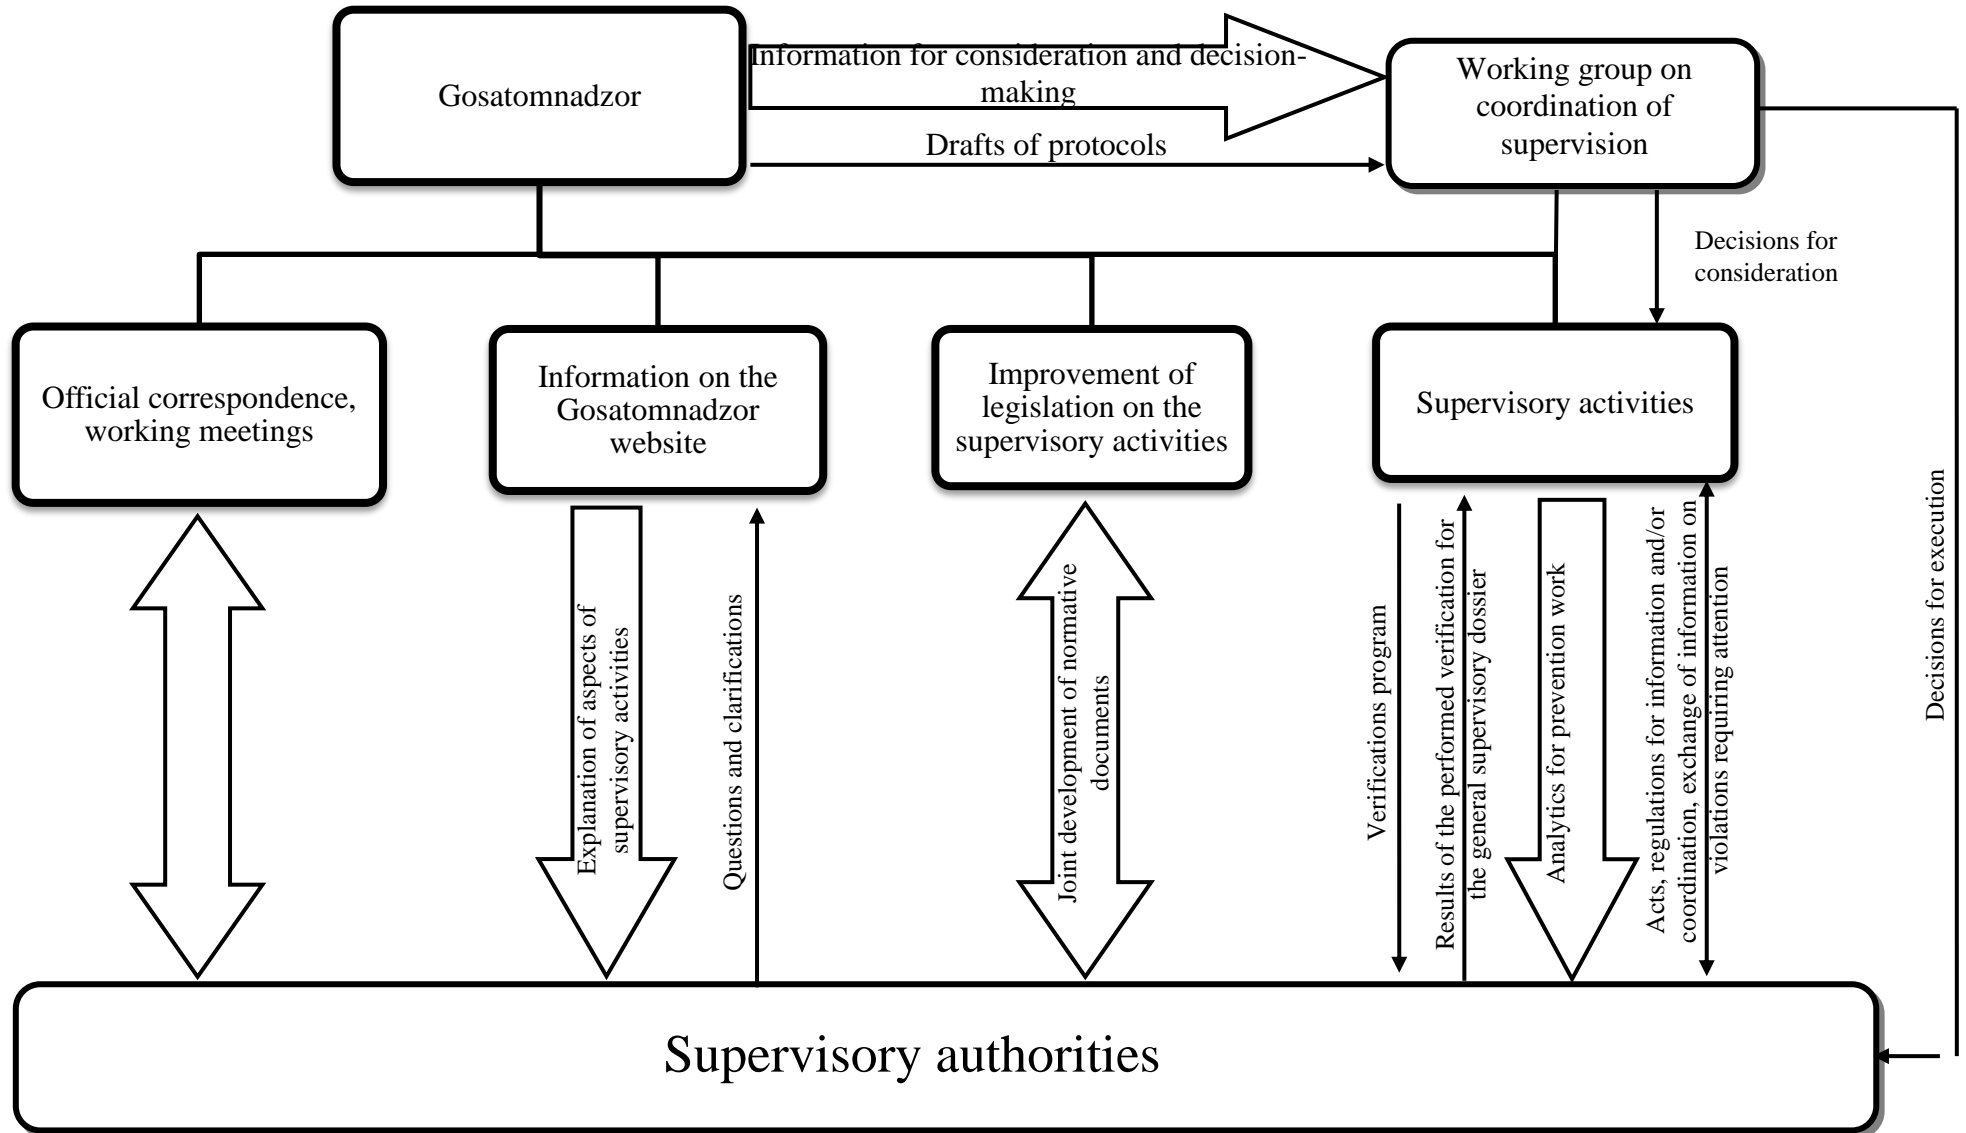 Gosatomnadzor
Information for consideration and decision-
making
Drafts of protocols
Working group on
coordination of
supervision
Decisions for
consideration
Official correspondence,
working meetings
Information on the
Gosatomnadzor
website
Improvement of
legislation on the
supervisory activities
Supervisory activities
Explanation of aspects of
supervisory activities
Questions and clarifications
Joint development of normative
documents
Verifications program
Results of the performed verification for
the general supervisory dossier
Analytics for prevention work
Acts, regulations for information and/or
coordination, exchange of information on
violations requiring attention
Decisions for execution
Supervisory authorities